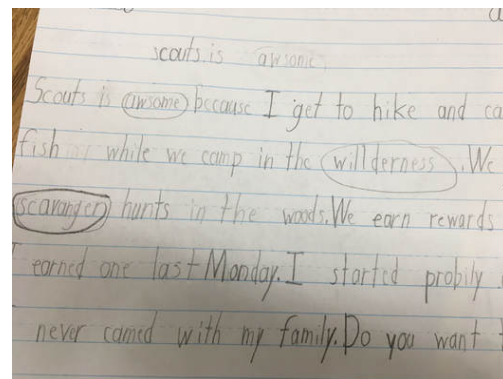 scouts is awsome
Scouts is awsome because I get to hike and ca
fish while we camp in the willderness. We
scavanger hunts in the woods. We earn rewards
I earned one last Monday. I started probily
never camed with my family. Do you want